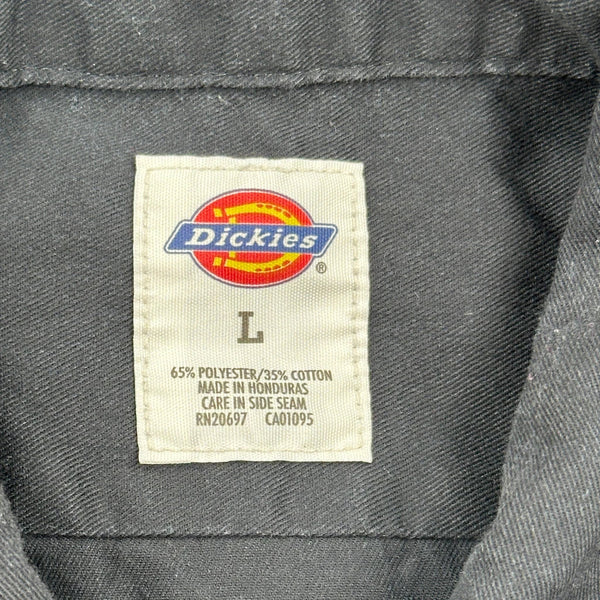 Dickies
®
L
65% POLYESTER/35% COTTON
MADE IN HONDURAS
CARE IN SIDE SEAM
RN20697 CA01095